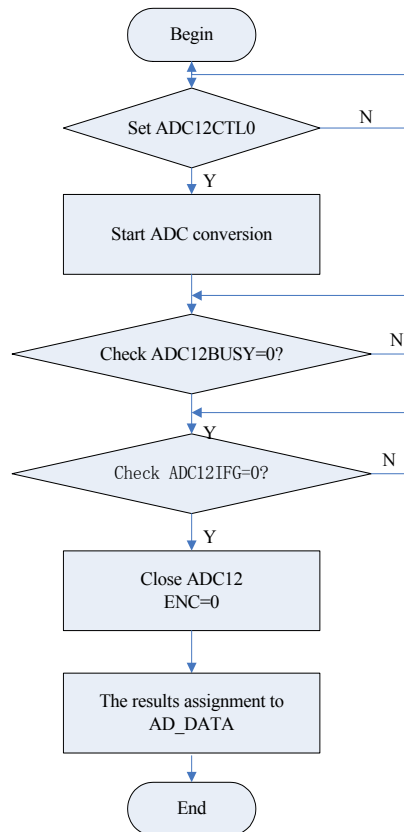 Begin
Set ADC12CTL0
N
Y
Start ADC conversion
Check ADC12BUSY=0?
N
Y
Check ADC12IFG=0?
N
Y
Close ADC12
ENC=0
The results assignment to
AD_DATA
End